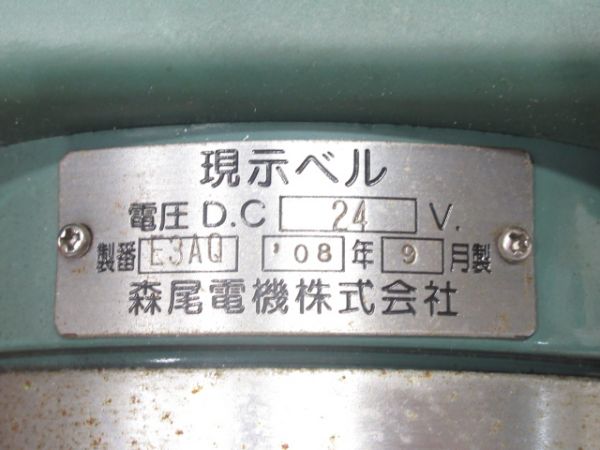 現示ベル
電圧 D.C 24 V.
製番 E3AQ '08 年 9 月製
森尾電機株式会社